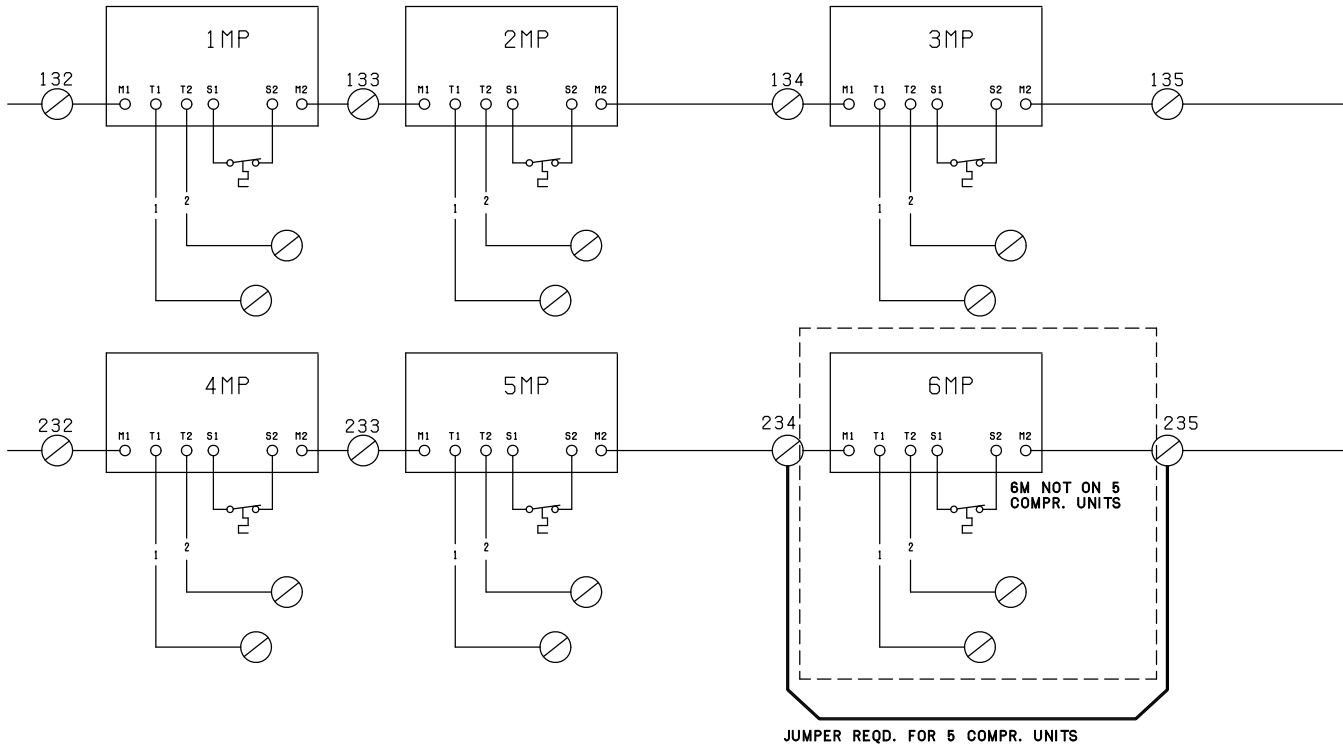 1MP 2MP 3MP
132 133 134 135
M1 T1 T2 S1 S2 M2 M1 T1 T2 S1 S2 M2 M1 T1 T2 S1 S2 M2
2 2 2
1 1 1
4MP 5MP 6MP
232 233 234 235
M1 T1 T2 S1 S2 M2 M1 T1 T2 S1 S2 M2 M1 T1 T2 S1 S2 M2
6M NOT ON 5
COMPR. UNITS
2 2 2
1 1 1
JUMPER REQD. FOR 5 COMPR. UNITS